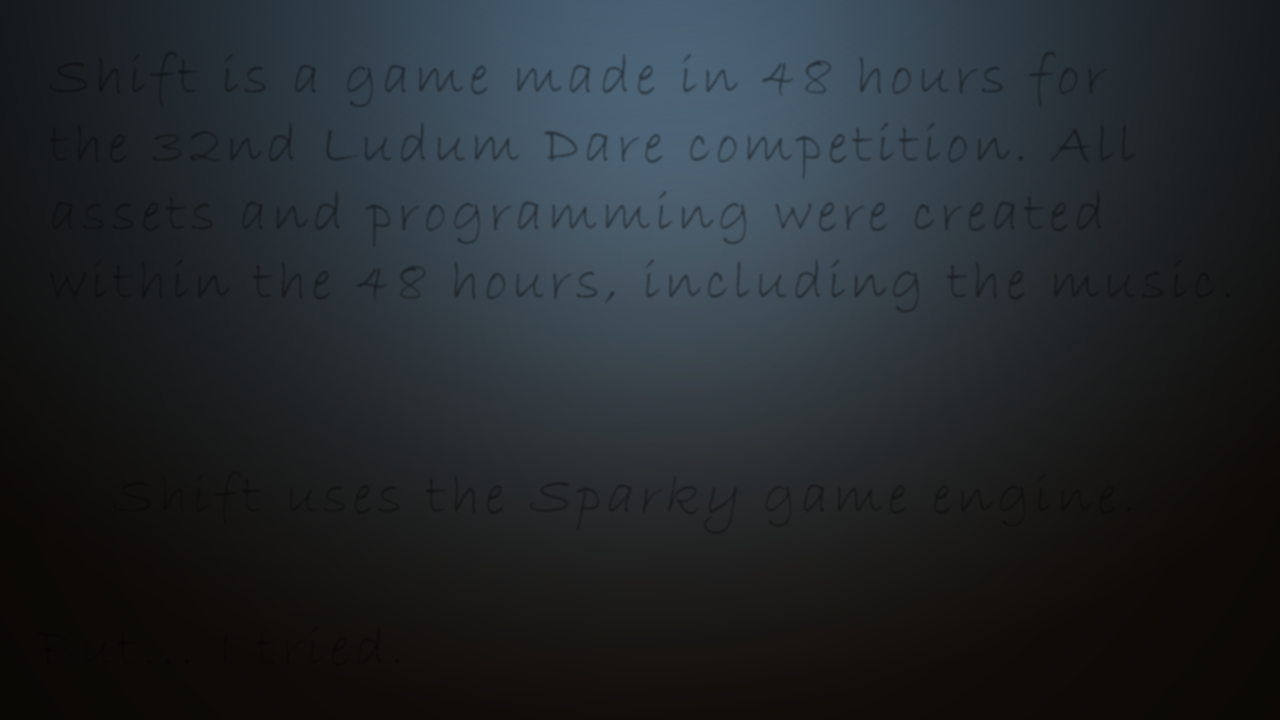 Shift is a game made in 48 hours for
the 32nd Ludum Dare competition. All
assets and programming were created
within the 48 hours, including the music.
Shift uses the Sparky game engine.
But... I tried.